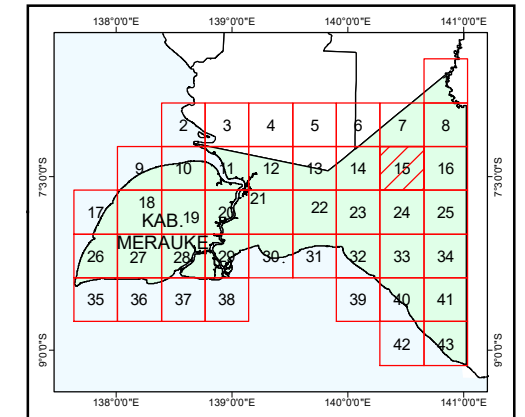 138°0'0"E 139°0'0"E 140°0'0"E 141°0'0"E
2 3 4 5 6 7 8
9 10 11 12 13 14 15 16
7°30'0"S 7°30'0"S
17 18 19 20 21 22 23 24 25
KAB.
MERAUKE
26 27 28 29 30 31 32 33 34
35 36 37 38 39 40 41
42 43
9°0'0"S 9°0'0"S
138°0'0"E 139°0'0"E 140°0'0"E 141°0'0"E